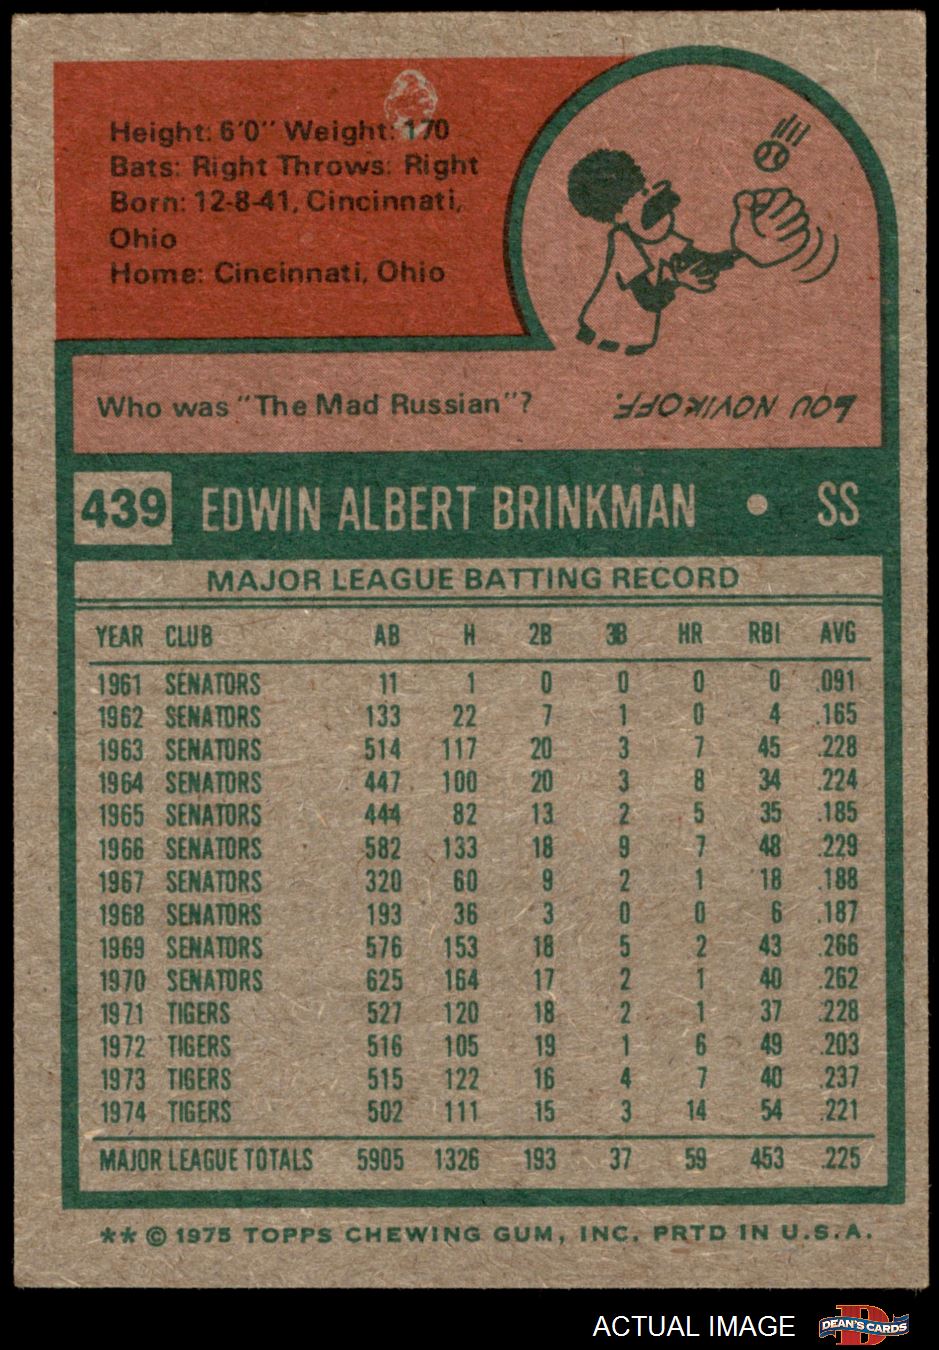 Height: 6'0" Weight: 170
Bats: Right Throws: Right
Born: 12-8-41, Cincinnati,
Ohio
Home: Cincinnati, Ohio
Who was "The Mad Russian"?
LOU NOVIKOFF.
439 EDWIN ALBERT BRINKMAN • SS
MAJOR LEAGUE BATTING RECORD
YEAR CLUB AB H 2B 3B HR RBI AVG
1961 SENATORS 11 1 0 0 0 0 .091
1962 SENATORS 133 22 7 1 0 4 .165
1963 SENATORS 514 117 20 3 7 45 .228
1964 SENATORS 447 100 20 3 8 34 .224
1965 SENATORS 444 82 13 2 5 35 .185
1966 SENATORS 582 133 18 9 7 48 .229
1967 SENATORS 320 60 9 2 1 18 .188
1968 SENATORS 193 36 3 0 0 6 .187
1969 SENATORS 576 153 18 5 2 43 .266
1970 SENATORS 625 164 17 2 1 40 .262
1971 TIGERS 527 120 18 2 1 37 .228
1972 TIGERS 516 105 19 1 6 49 .203
1973 TIGERS 515 122 16 4 7 40 .237
1974 TIGERS 502 111 15 3 14 54 .221
MAJOR LEAGUE TOTALS 5905 1326 193 37 59 453 .225
** © 1975 TOPPS CHEWING GUM, INC. PRTD IN U.S.A.
ACTUAL IMAGE D DEAN'S CARDS